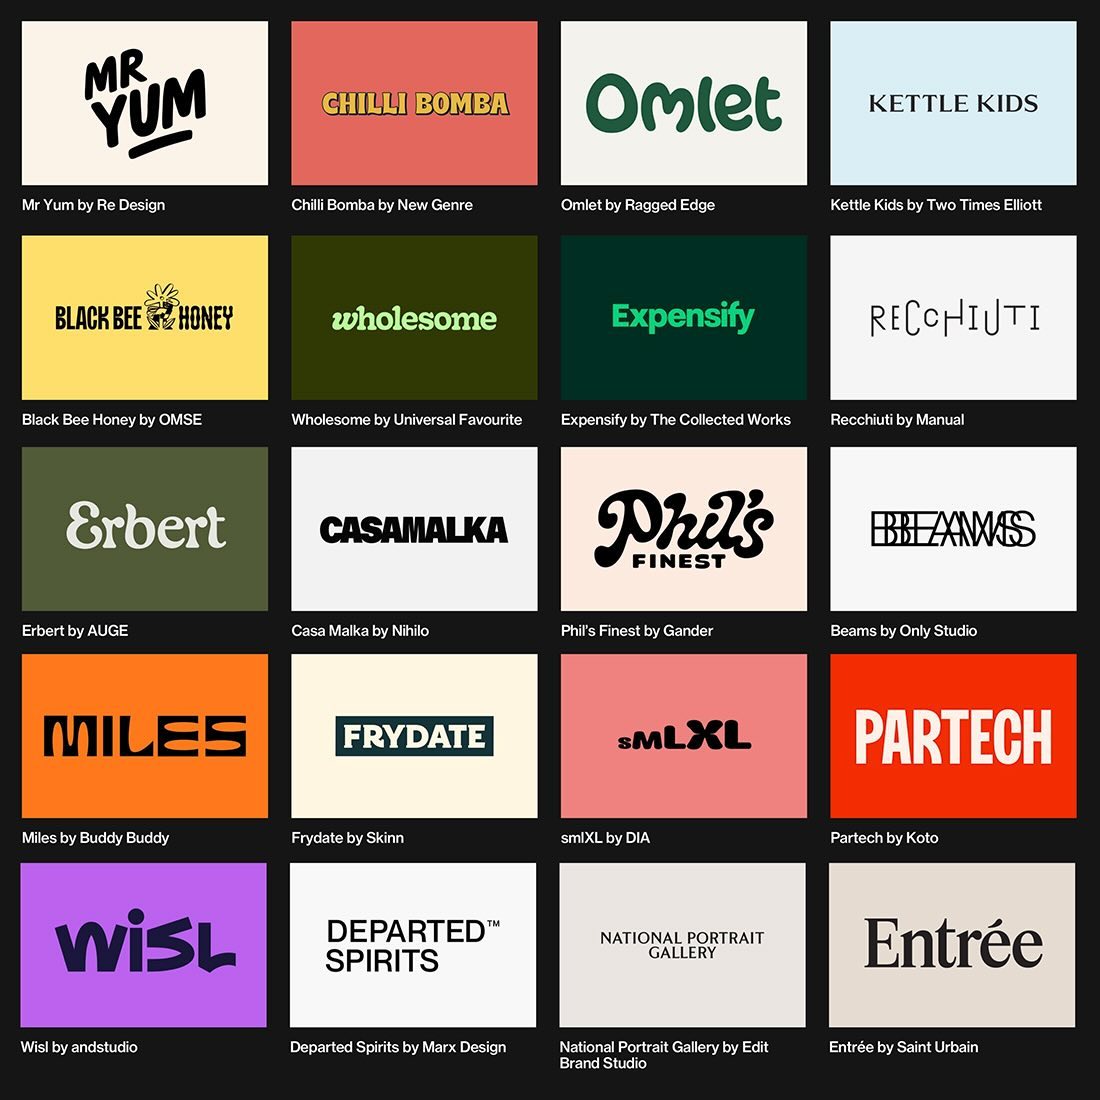 MR
YUM
CHILLI BOMBA
Omlet
KETTLE KIDS
Mr Yum by Re Design
Chilli Bomba by New Genre
Omlet by Ragged Edge
Kettle Kids by Two Times Elliott
BLACK BEE HONEY
wholesome
Expensify
RECCHIUTI
Black Bee Honey by OMSE
Wholesome by Universal Favourite
Expensify by The Collected Works
Recchiuti by Manual
Erbert
CASAMALKA
Phil's
FINEST
BEAMS
Erbert by AUGE
Casa Malka by Nihilo
Phil's Finest by Gander
Beams by Only Studio
MILES
FRYDATE
sMLXL
PARTECH
Miles by Buddy Buddy
Frydate by Skinn
smlXL by DIA
Partech by Koto
WiSL
DEPARTED™
SPIRITS
NATIONAL PORTRAIT
GALLERY
Entrée
Wisl by andstudio
Departed Spirits by Marx Design
National Portrait Gallery by Edit
Brand Studio
Entrée by Saint Urbain